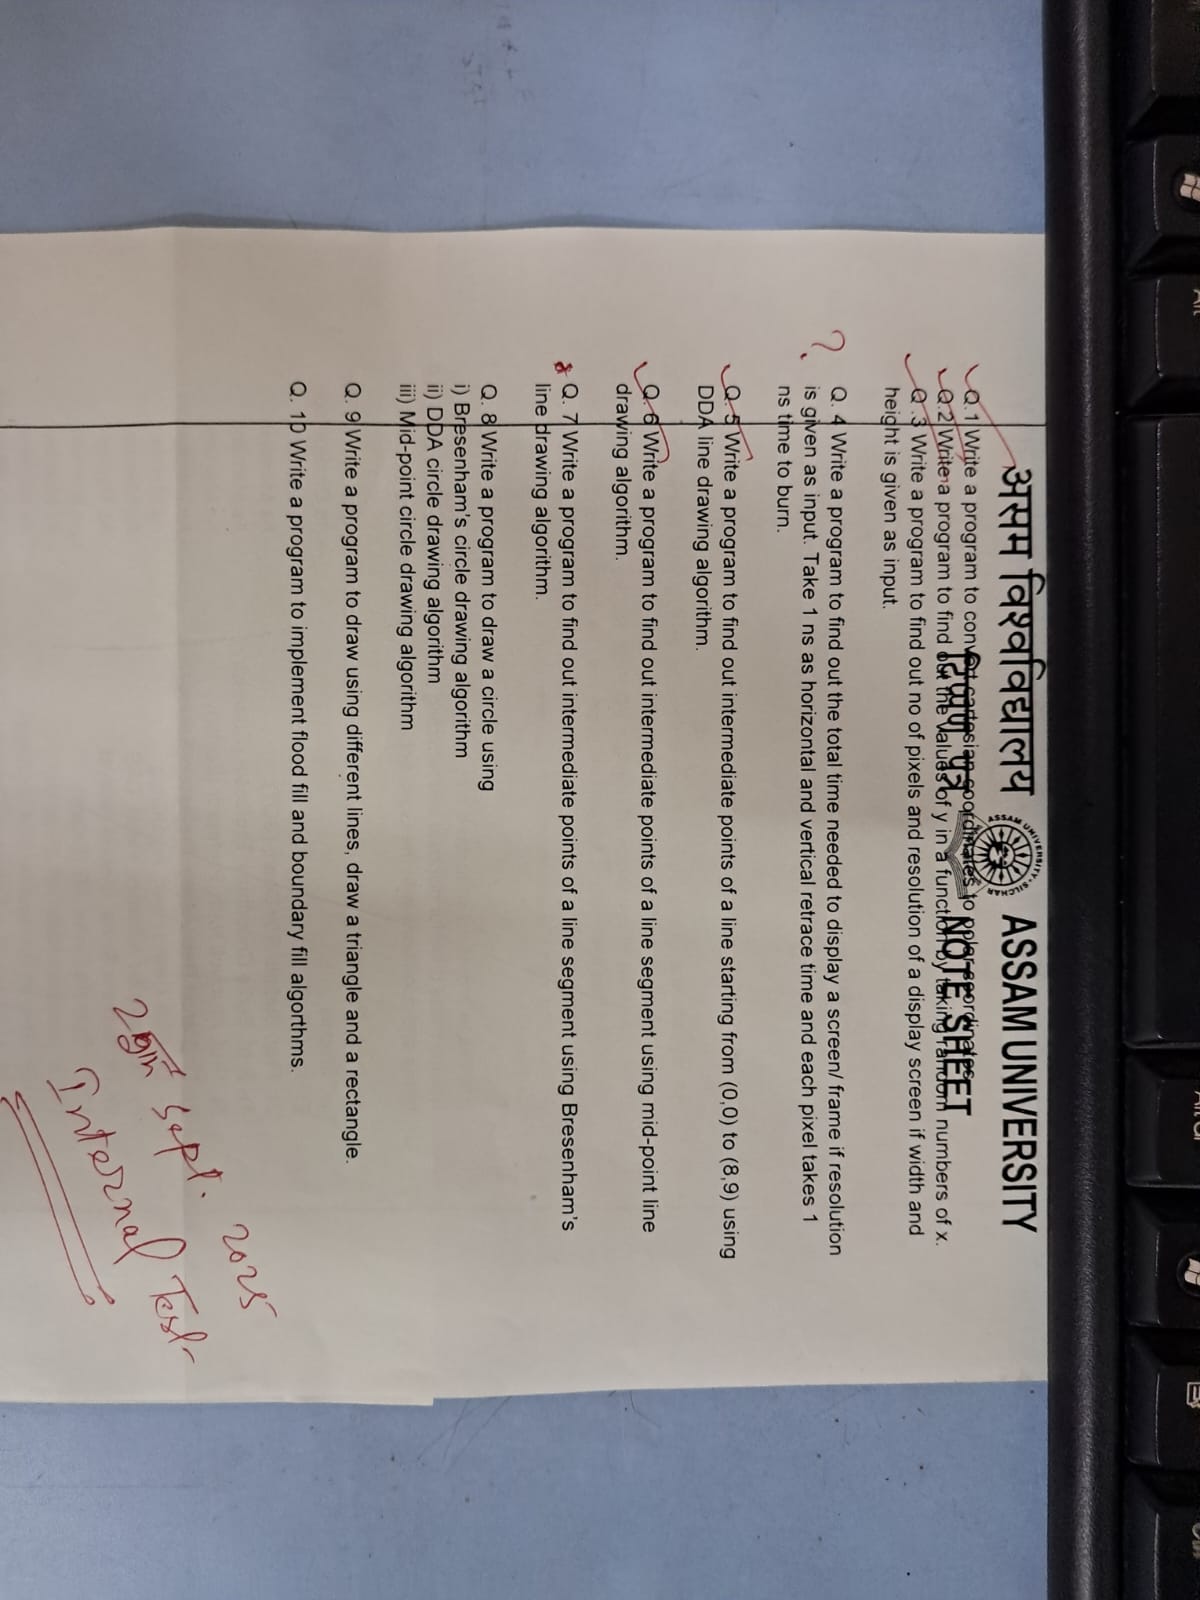 असम विश्वविद्यालय ASSAM UNIVERSITY
ASSAM UNIVERSITY SILCHAR
टिप्पण पत्र NOTE SHEET
Q.1 Write a program to convert cartesian coordinates to polar coordinates
Q.2 Write a program to find out the values of y in a function by taking random numbers of x.
Q .3 Write a program to find out no of pixels and resolution of a display screen if width and
height is given as input.
? Q. 4 Write a program to find out the total time needed to display a screen/ frame if resolution
is given as input. Take 1 ns as horizontal and vertical retrace time and each pixel takes 1
ns time to burn.
Q. 5 Write a program to find out intermediate points of a line starting from (0,0) to (8,9) using
DDA line drawing algorithm.
Q. 6 Write a program to find out intermediate points of a line segment using mid-point line
drawing algorithm.
Q. 7 Write a program to find out intermediate points of a line segment using Bresenham's
line drawing algorithm.
Q. 8 Write a program to draw a circle using
i) Bresenham's circle drawing algorithm
ii) DDA circle drawing algorithm
iii) Mid-point circle drawing algorithm
Q. 9 Write a program to draw using different lines, draw a triangle and a rectangle.
Q. 10 Write a program to implement flood fill and boundary fill algorthms.
Sept. 2025
Internal Test